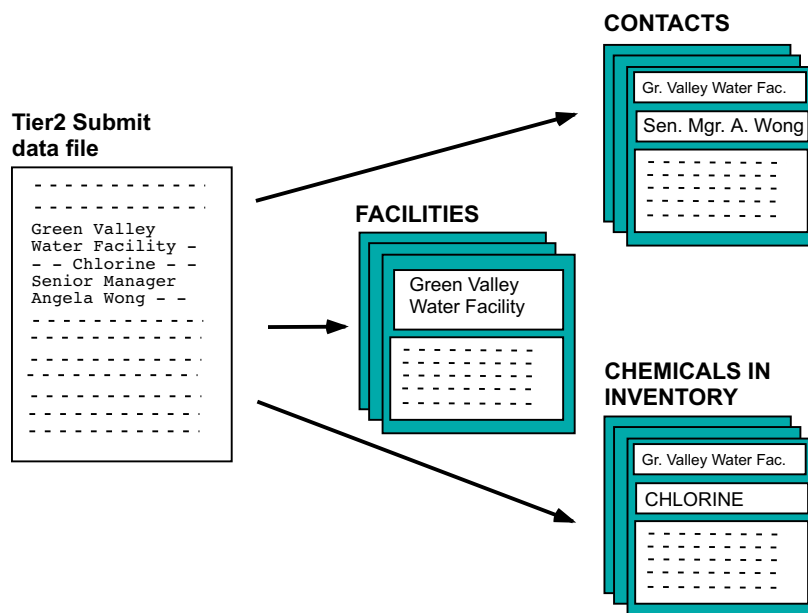 Tier2 Submit
data file
Green Valley
Water Facility –
– – Chlorine – –
Senior Manager
Angela Wong – –
CONTACTS
Gr. Valley Water Fac.
Sen. Mgr. A. Wong
FACILITIES
Green Valley
Water Facility
CHEMICALS IN
INVENTORY
Gr. Valley Water Fac.
CHLORINE